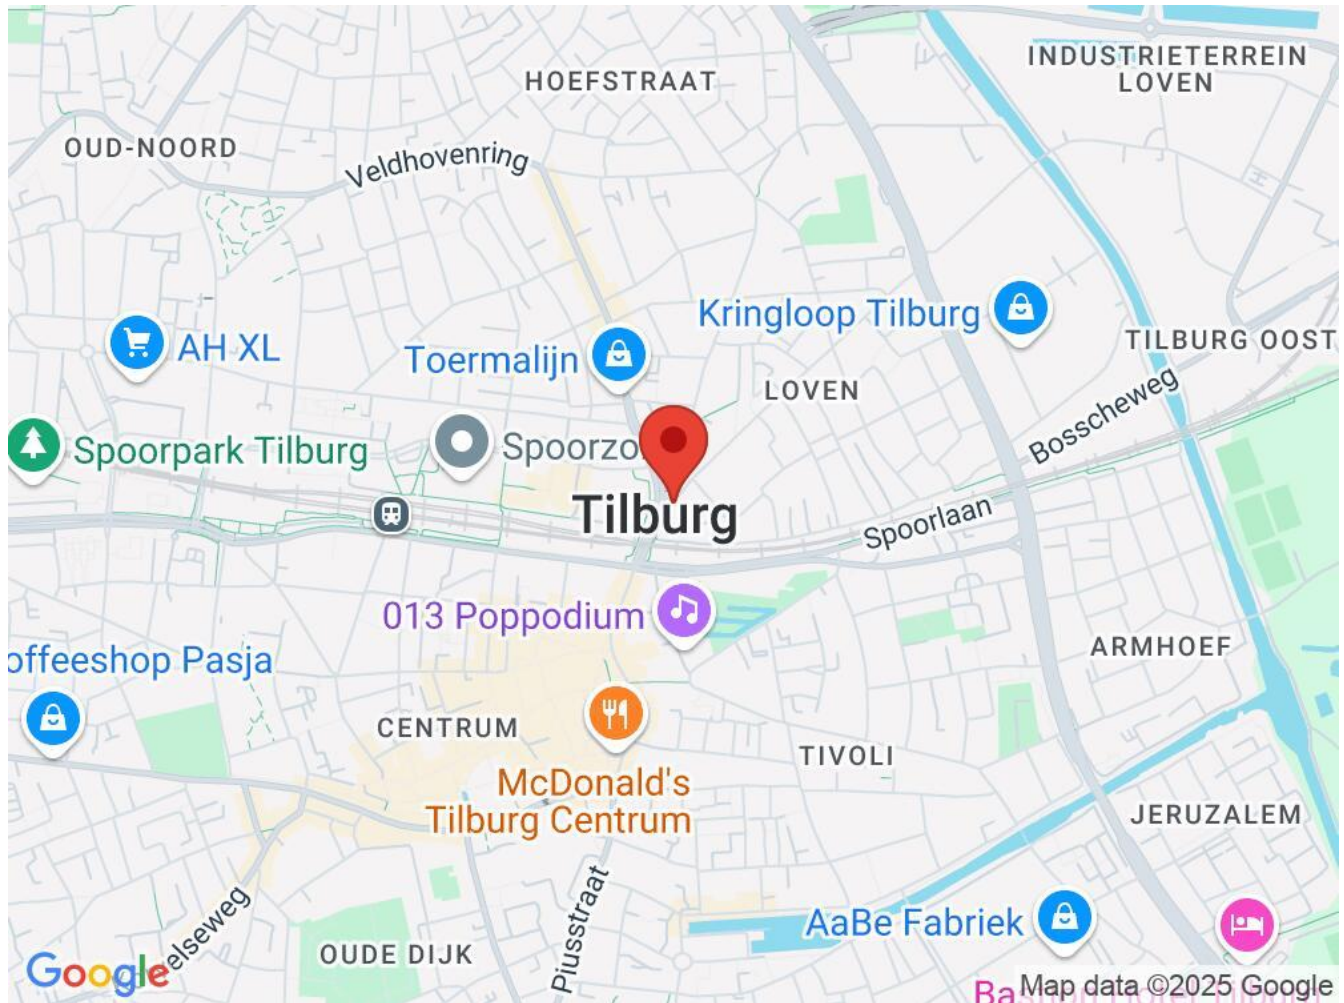 HOEFSTRAAT
INDUSTRIETERREIN
LOVEN
OUD-NOORD
Veldhovenring
Kringloop Tilburg
AH XL
Toermalijn
TILBURG OOST
LOVEN
Bosscheweg
Spoorpark Tilburg
Spoorzo
Tilburg
Spoorlaan
013 Poppodium
offeeshop Pasja
ARMHOEF
CENTRUM
TIVOLI
McDonald's
Tilburg Centrum
JERUZALEM
Piusstraat
AaBe Fabriek
elseweg
OUDE DIJK
Google
Map data ©2025 Google